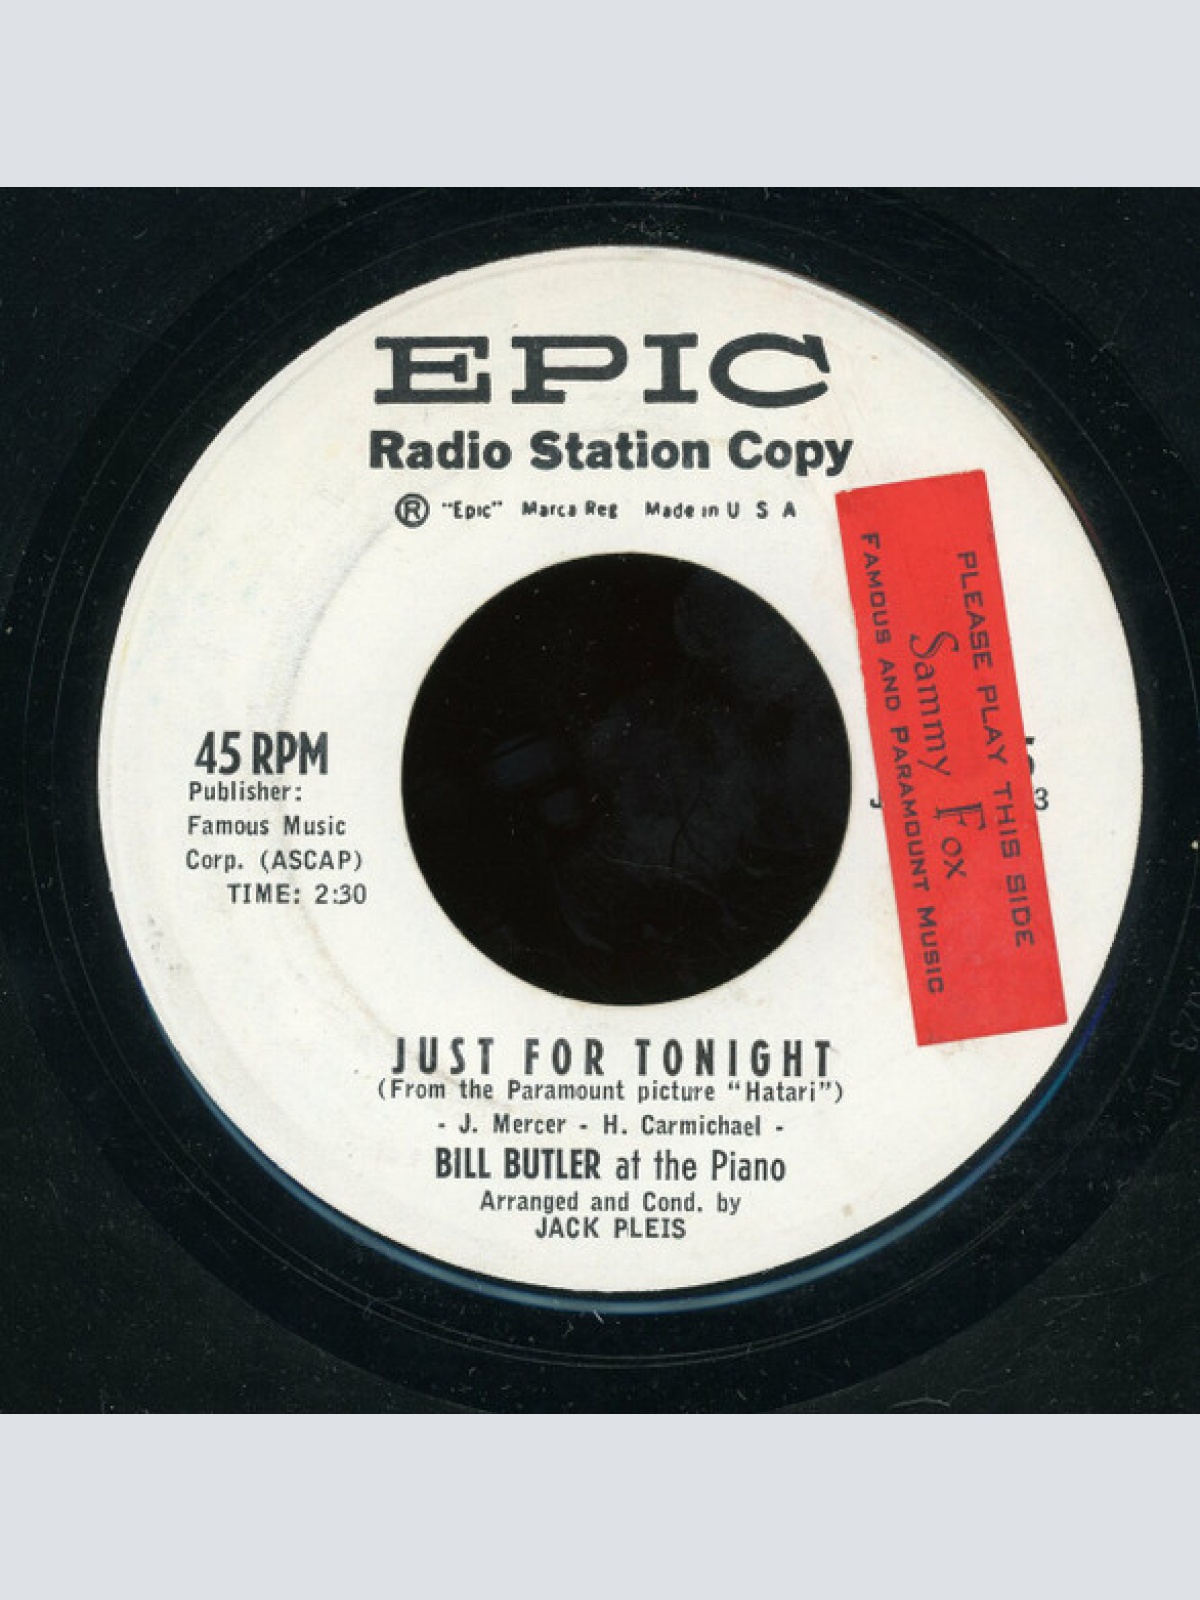 EPIC
Radio Station Copy
® "Epic" Marca Reg Made in U S A
45 RPM
Publisher:
Famous Music
Corp. (ASCAP)
TIME: 2:30
PLEASE PLAY THIS SIDE
Sammy Fox
FAMOUS AND PARAMOUNT MUSIC
JUST FOR TONIGHT
(From the Paramount picture "Hatari")
- J. Mercer - H. Carmichael -
BILL BUTLER at the Piano
Arranged and Cond. by
JACK PLEIS